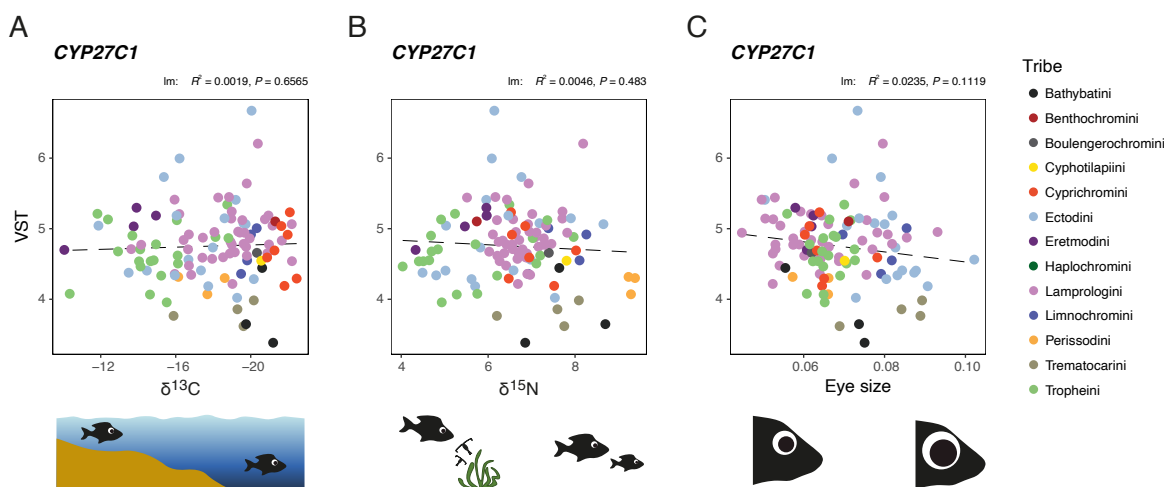 A
B
C
CYP27C1
CYP27C1
CYP27C1
lm: R² = 0.0019, P = 0.6565
lm: R² = 0.0046, P = 0.483
lm: R² = 0.0235, P = 0.1119
VST
6
5
4
−12
−16
−20
δ¹³C
6
5
4
4
6
8
δ¹⁵N
6
5
4
0.06
0.08
0.10
Eye size
Tribe
Bathybatini
Benthochromini
Boulengerochromini
Cyphotilapiini
Cyprichromini
Ectodini
Eretmodini
Haplochromini
Lamprologini
Limnochromini
Perissodini
Trematocarini
Tropheini